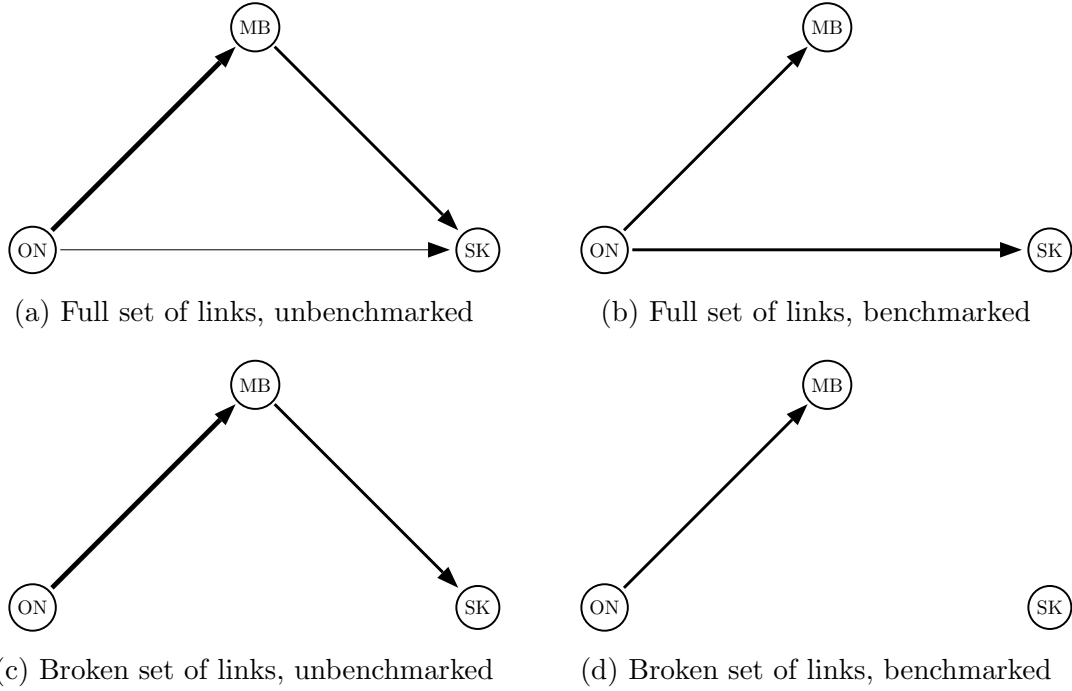 MB
MB
ON
SK
ON
SK
(a) Full set of links, unbenchmarked
(b) Full set of links, benchmarked
MB
MB
ON
SK
ON
SK
(c) Broken set of links, unbenchmarked
(d) Broken set of links, benchmarked